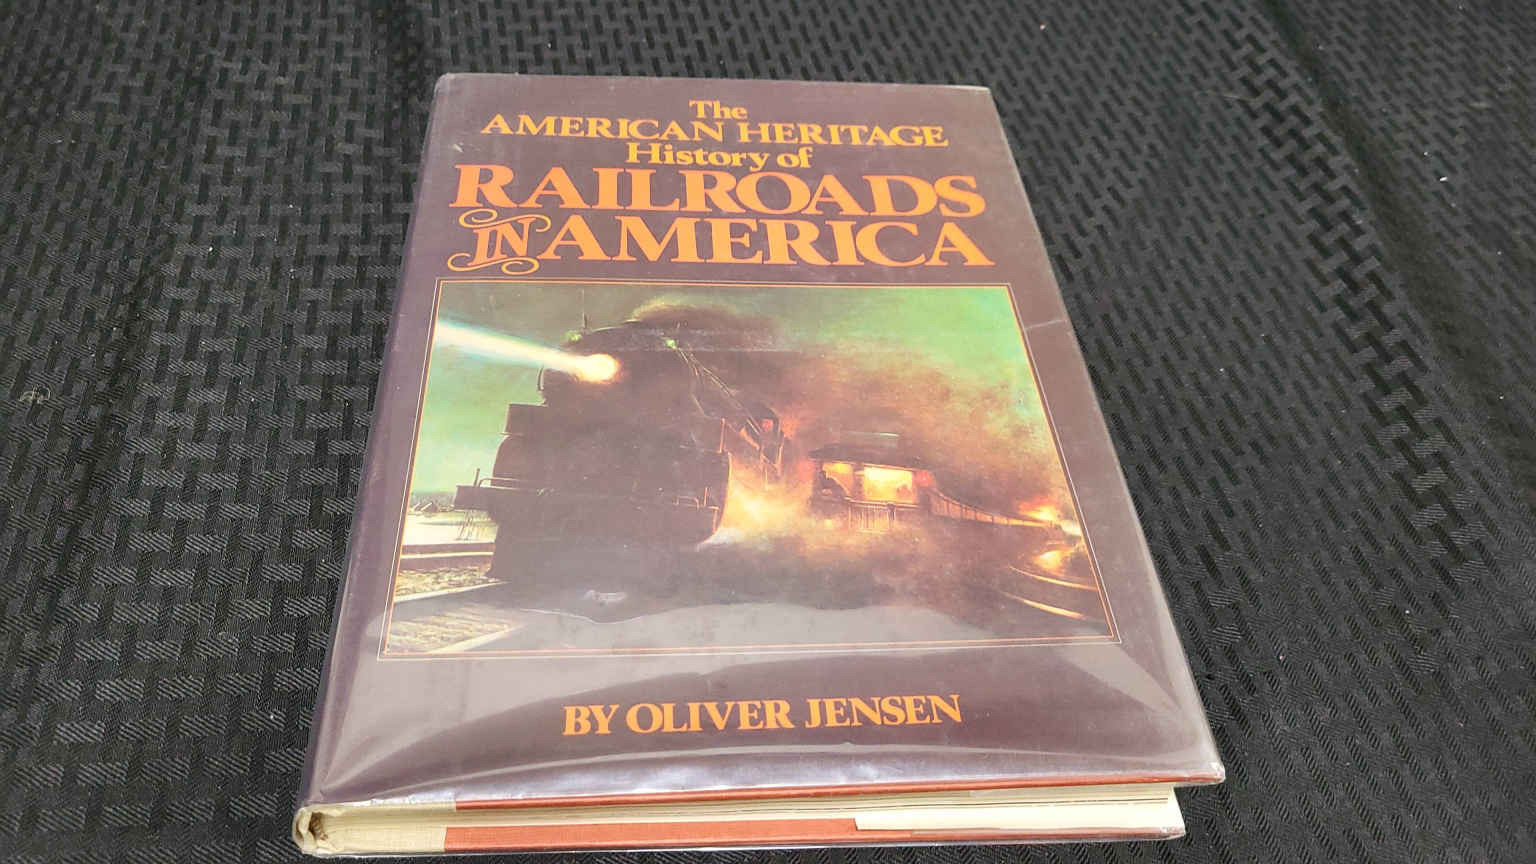 The
AMERICAN HERITAGE
History of
RAILROADS
IN AMERICA
BY OLIVER JENSEN